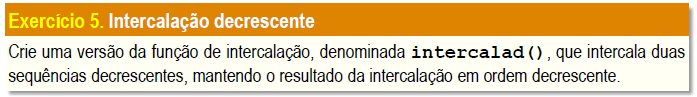 Exercício 5. Intercalação decrescente
Crie uma versão da função de intercalação, denominada intercalad(), que intercala duas
sequências decrescentes, mantendo o resultado da intercalação em ordem decrescente.